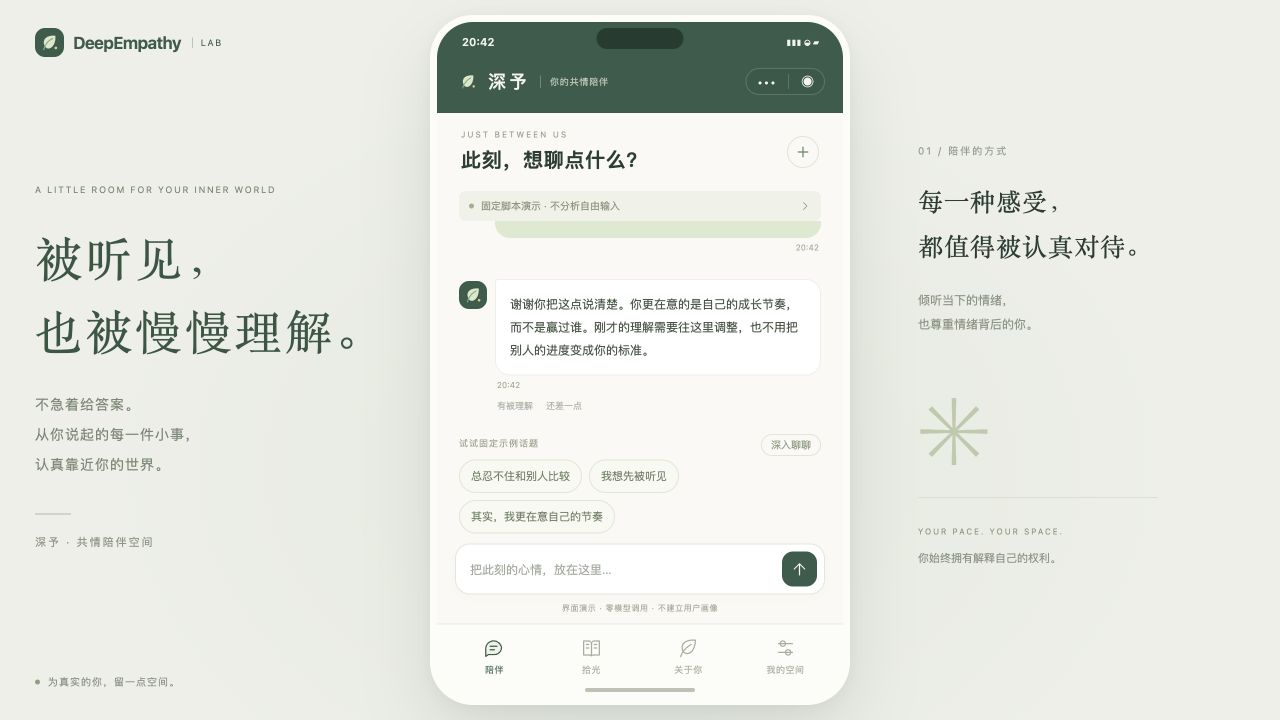 DeepEmpathy
LAB
A LITTLE ROOM FOR YOUR INNER WORLD
被听见，
也被慢慢理解。
不急着给答案。
从你说起的每一件小事，
认真靠近你的世界。
深予 · 共情陪伴空间
为真实的你，留一点空间。
20:42
深予
你的共情陪伴
JUST BETWEEN US
此刻，想聊点什么?
固定脚本演示 · 不分析自由输入
20:42
谢谢你把这点说清楚。你更在意的是自己的成长节奏，
而不是赢过谁。刚才的理解需要往这里调整，也不用把
别人的进度变成你的标准。
20:42
有被理解
还差一点
试试固定示例话题
深入聊聊
总忍不住和别人比较
我想先被听见
其实，我更在意自己的节奏
把此刻的心情，放在这里...
界面演示 · 零模型调用 · 不建立用户画像
陪伴
拾光
关于你
我的空间
01 / 陪伴的方式
每一种感受，
都值得被认真对待。
倾听当下的情绪，
也尊重情绪背后的你。
YOUR PACE. YOUR SPACE.
你始终拥有解释自己的权利。